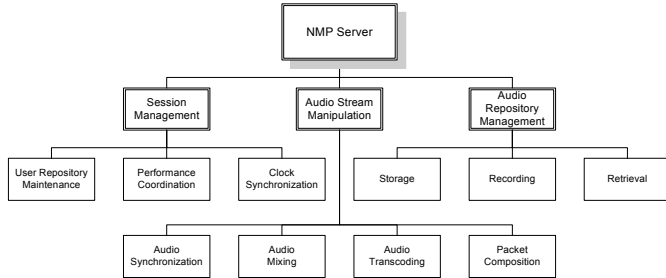 NMP Server
Session
Management
Audio Stream
Manipulation
Audio
Repository
Management
User Repository
Maintenance
Performance
Coordination
Clock
Synchronization
Storage
Recording
Retrieval
Audio
Synchronization
Audio
Mixing
Audio
Transcoding
Packet
Composition